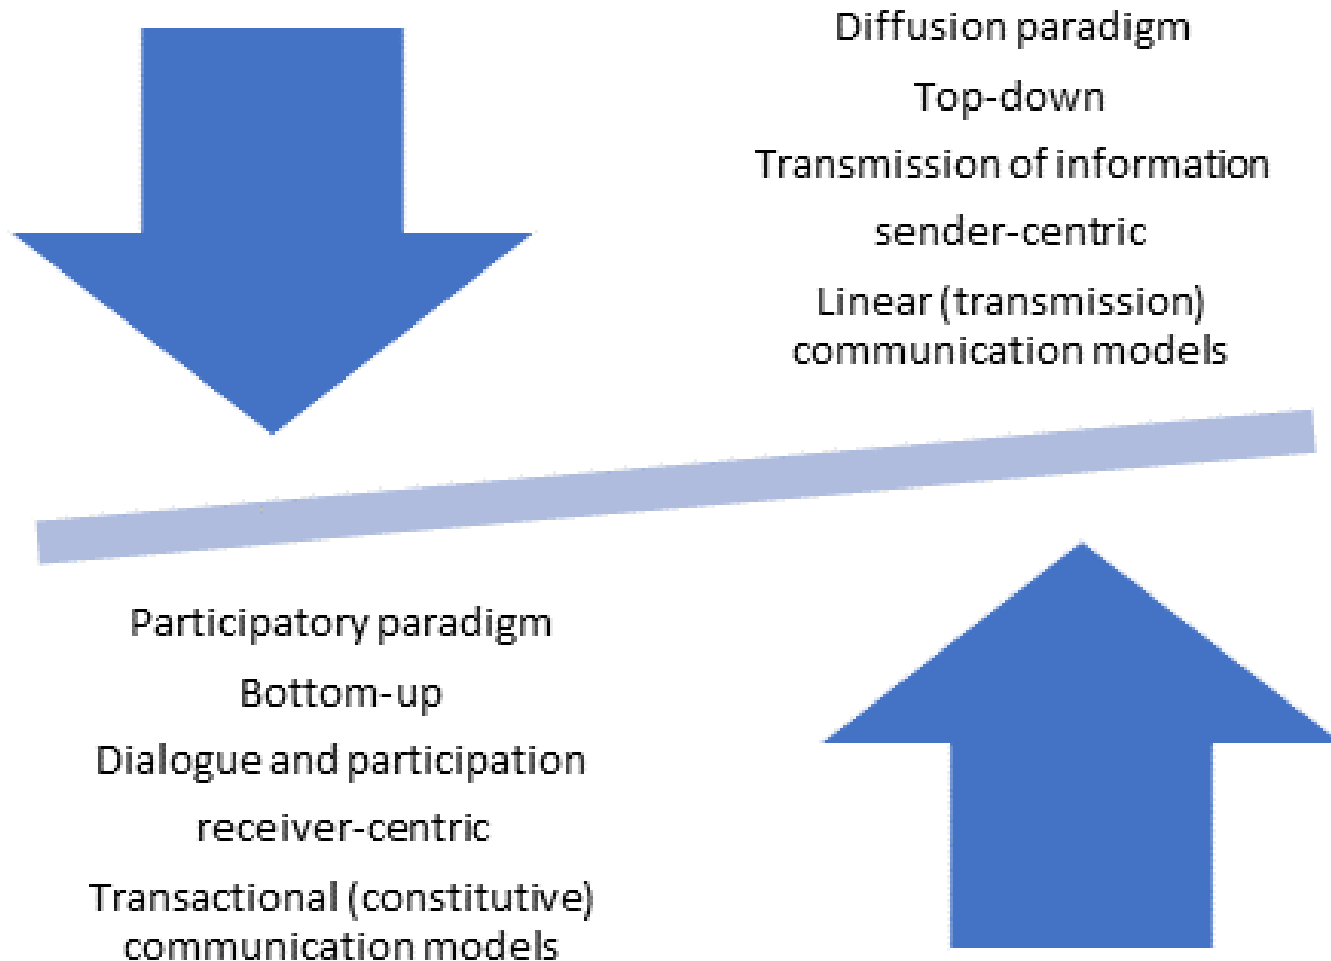 Diffusion paradigm
Top-down
Transmission of information
sender-centric
Linear (transmission)
communication models
Participatory paradigm
Bottom-up
Dialogue and participation
receiver-centric
Transactional (constitutive)
communication models